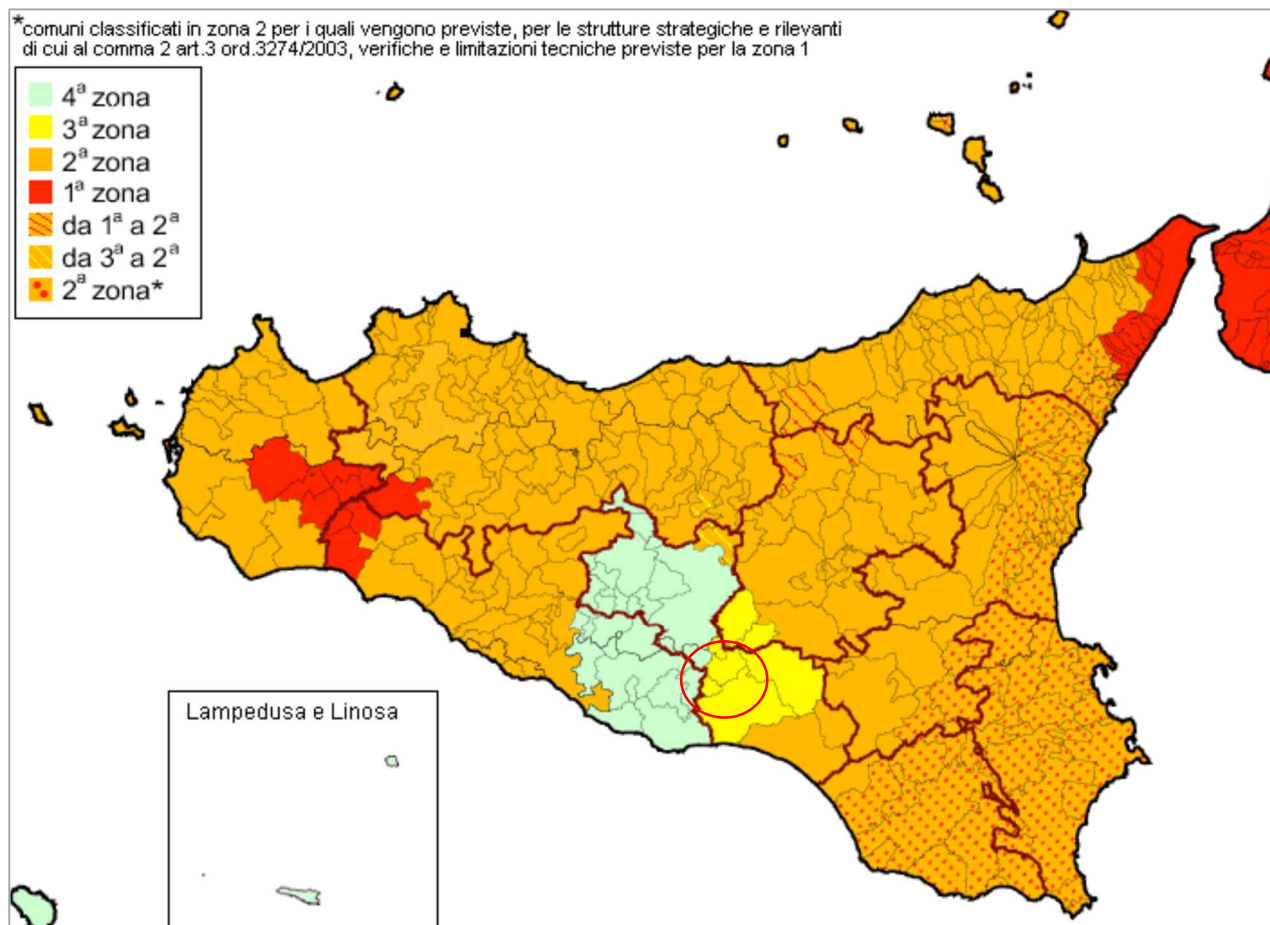 *comuni classificati in zona 2 per i quali vengono previste, per le strutture strategiche e rilevanti
di cui al comma 2 art.3 ord.3274/2003, verifiche e limitazioni tecniche previste per la zona 1
4ª zona
3ª zona
2ª zona
1ª zona
da 1ª a 2ª
da 3ª a 2ª
2ª zona*
Lampedusa e Linosa